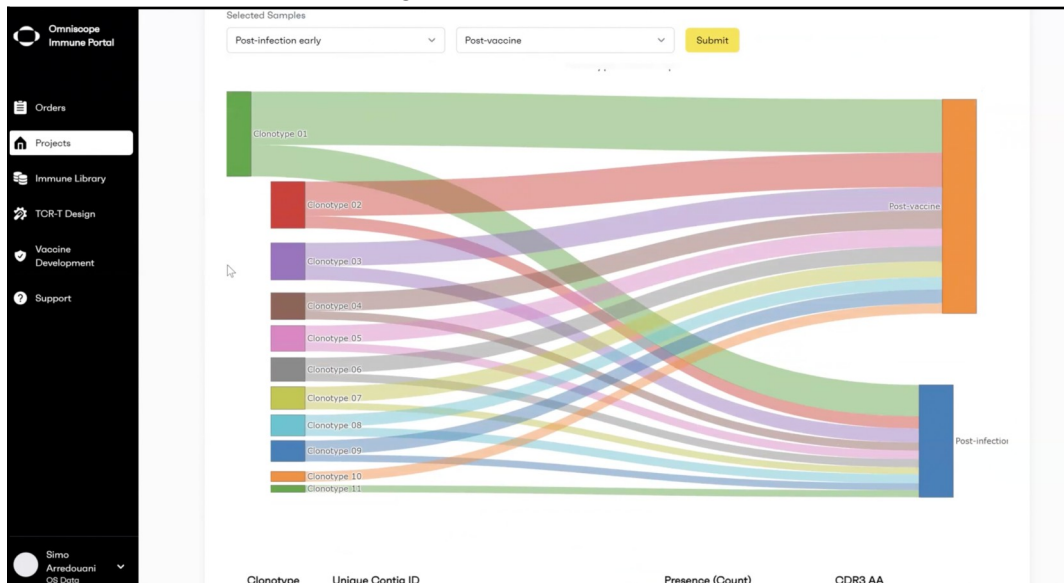 Selected Samples
Omniscope
Immune Portal
Post-infection early
Post-vaccine
Submit
Orders
Projects
Immune Library
TCR-T Design
Vaccine
Development
Support
Clonotype 01
Clonotype 02
Post-vaccine
Clonotype 03
Clonotype 04
Clonotype 05
Clonotype 06
Clonotype 07
Clonotype 08
Clonotype 09
Post-infection
Clonotype 10
Clonotype 11
Simo
Arredouani
OS Data
Clonotype Unique Contig ID Presence (Count) CDR3 AA